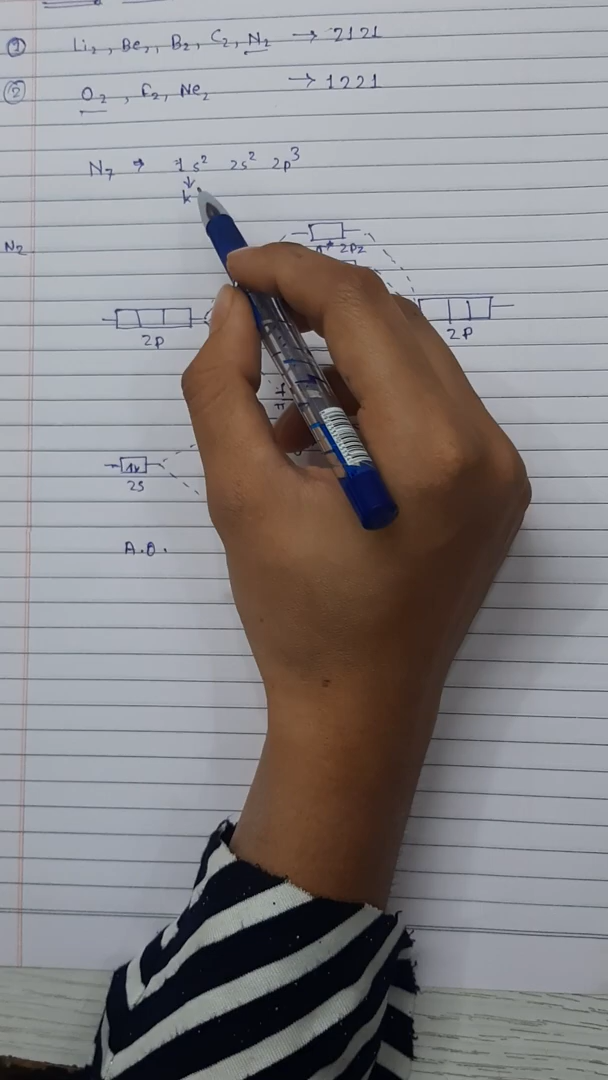 ① Li₂, Be₂, B₂, C₂, N₂ → 2121
② O₂, F₂, Ne₂ → 1221
N₇ → 1s² 2s² 2p³
k
N₂
π* 2Pz
2P
2P
π
2S
A.O.